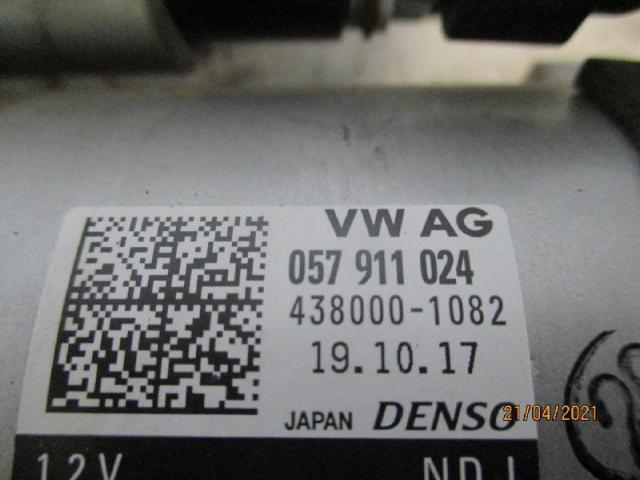 VW AG
057 911 024
438000-1082
19.10.17
JAPAN DENSO
21/04/2021
12V